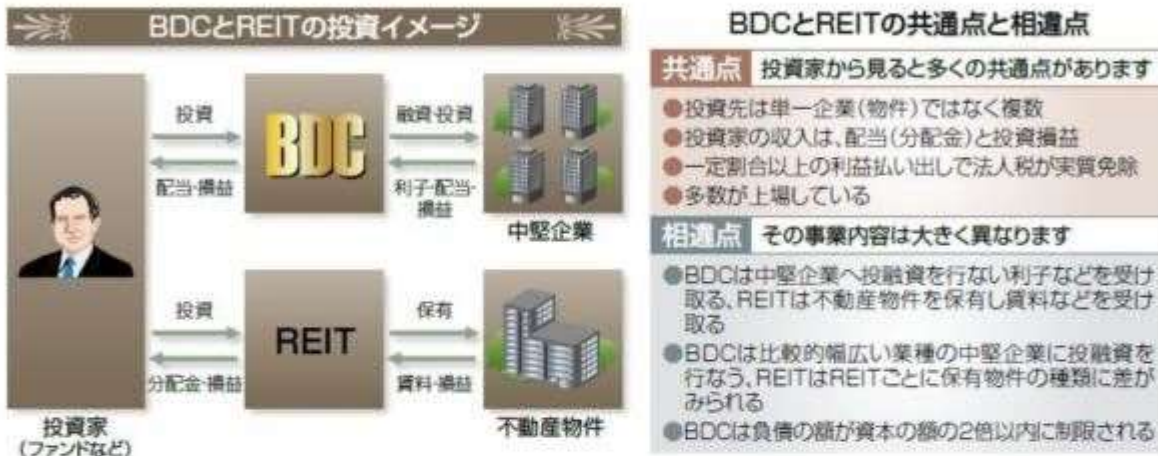 BDCとREITの投資イメージ
投資
融資・投資
BDC
配当・損益
利子・配当・
損益
中堅企業
投資
保有
REIT
分配金・損益
賃料・損益
投資家
(ファンドなど)
不動産物件
BDCとREITの共通点と相違点
共通点 投資家から見ると多くの共通点があります
●投資先は単一企業(物件)ではなく複数
●投資家の収入は、配当(分配金)と投資損益
●一定割合以上の利益払い出しで法人税が実質免除
●多数が上場している
相違点 その事業内容は大きく異なります
●BDCは中堅企業へ投融資を行ない利子などを受け
取る、REITは不動産物件を保有し賃料などを受け
取る
●BDCは比較的幅広い業種の中堅企業に投融資を
行なう、REITはREITごとに保有物件の種類に差が
みられる
●BDCは負債の額が資本の額の2倍以内に制限される